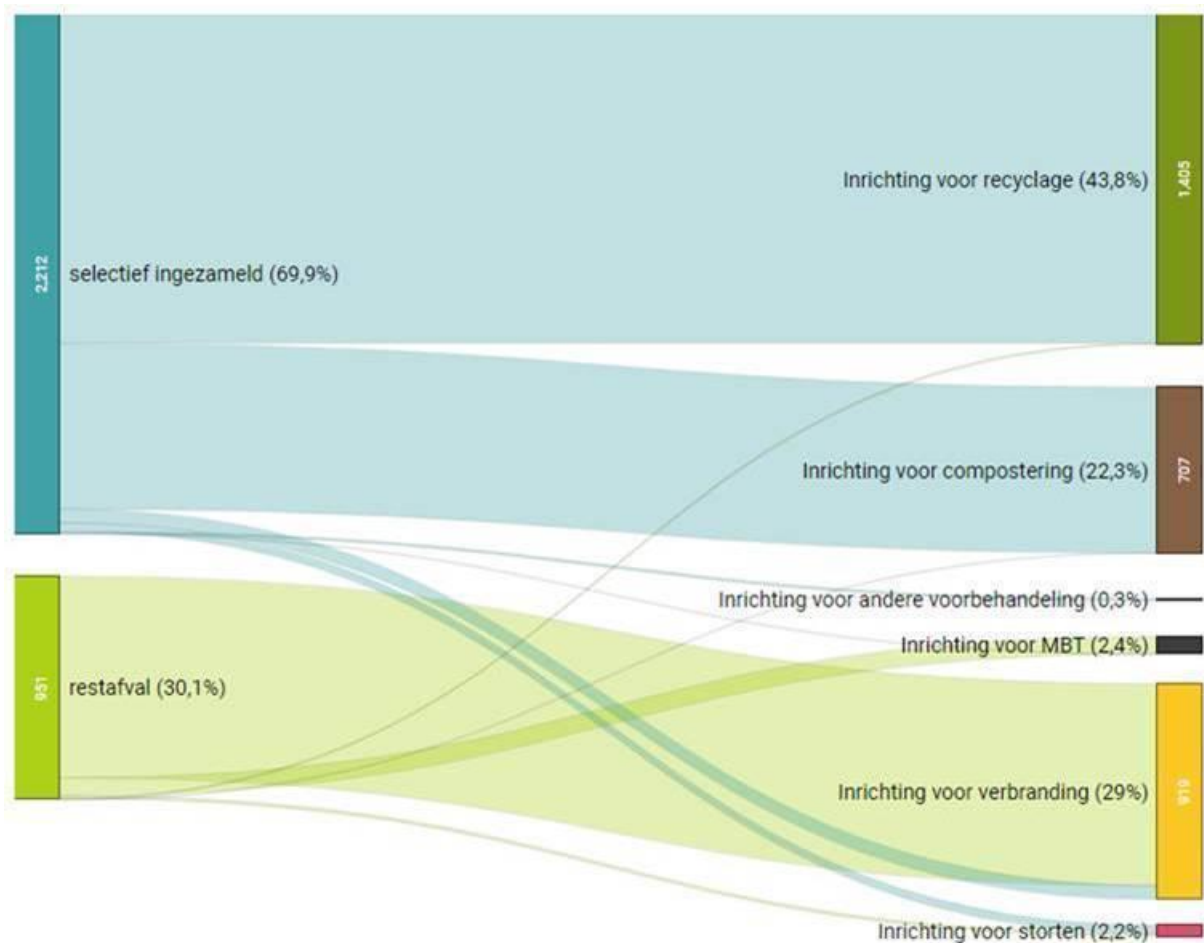 2,212
selectief ingezameld (69,9%)
951
restafval (30,1%)
Inrichting voor recyclage (43,8%)
1,405
Inrichting voor compostering (22,3%)
707
Inrichting voor andere voorbehandeling (0,3%)
Inrichting voor MBT (2,4%)
Inrichting voor verbranding (29%)
919
Inrichting voor storten (2,2%)